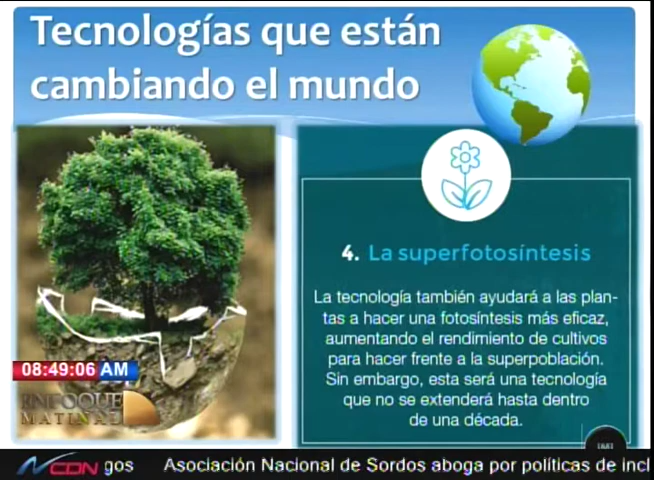 Tecnologías que están
cambiando el mundo
4. La superfotosíntesis
La tecnología también ayudará a las plan-
tas a hacer una fotosíntesis más eficaz,
aumentando el rendimiento de cultivos
para hacer frente a la superpoblación.
Sin embargo, esta será una tecnología
que no se extenderá hasta dentro
de una década.
08:49:06 AM
ENFOQUE
MATINAL
CDN gos Asociación Nacional de Sordos aboga por políticas de incl